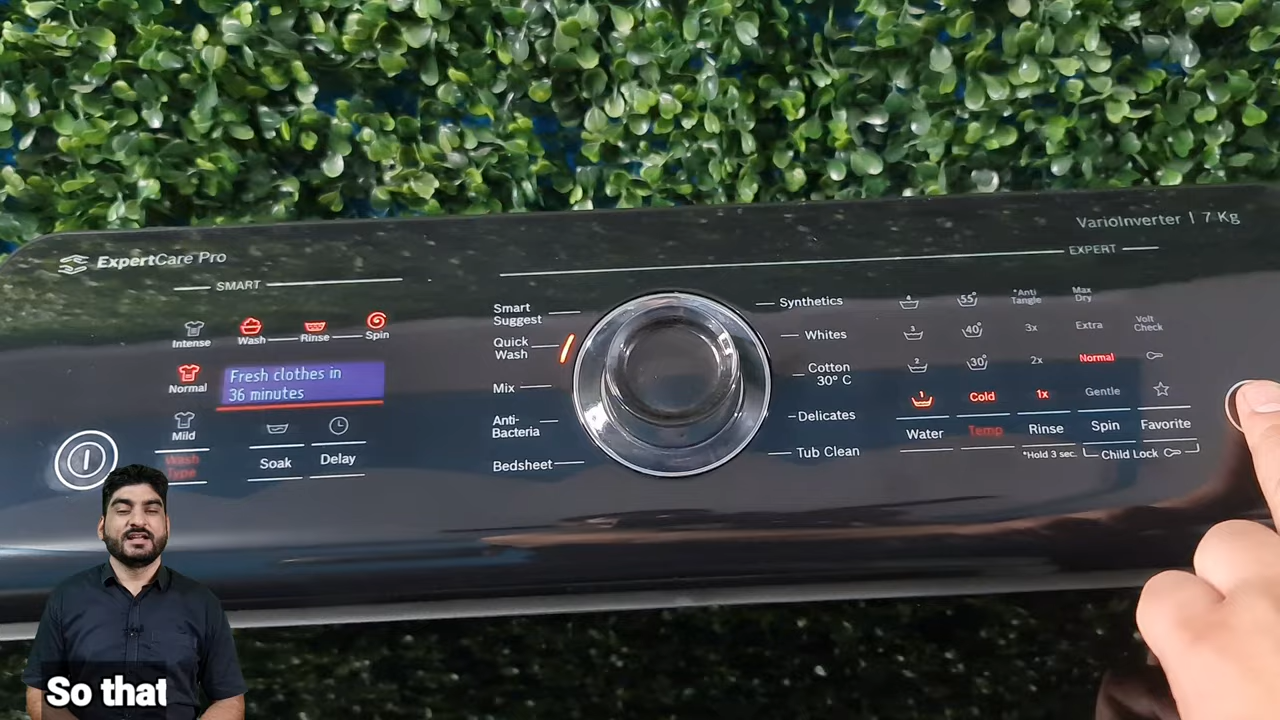 VarioInverter | 7 Kg
ExpertCare Pro
SMART
EXPERT
Intense
Wash
Rinse
Spin
Normal
Fresh clothes in
36 minutes
Mild
Wash
Type
Soak
Delay
Smart
Suggest
Quick
Wash
Mix
Anti-
Bacteria
Bedsheet
Synthetics
Whites
Cotton
30° C
Delicates
Tub Clean
4
3
2
1
Water
55°
40°
30°
Cold
Temp
*Anti
Tangle
3x
2x
1x
Rinse
*Hold 3 sec.
Max
Dry
Extra
Normal
Gentle
Spin
Volt
Check
Favorite
Child Lock
So that